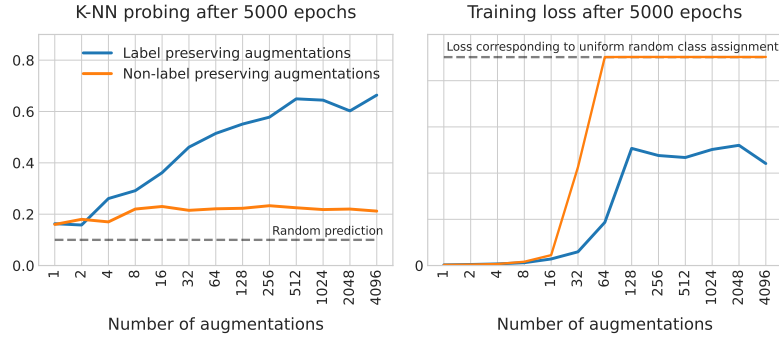 K-NN probing after 5000 epochs
Label preserving augmentations
Non-label preserving augmentations
Random prediction
0.8
0.6
0.4
0.2
0.0
1 2 4 8 16 32 64 128 256 512 1024 2048 4096
Number of augmentations
Training loss after 5000 epochs
Loss corresponding to uniform random class assignment
0
1 2 4 8 16 32 64 128 256 512 1024 2048 4096
Number of augmentations